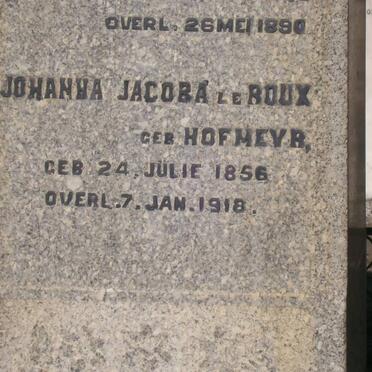 OVERL. 26 MEI 1890
JOHANNA JACOBA LE ROUX
GEB HOFMEYR,
GEB 24. JULIE 1856
OVERL. 7. JAN. 1918.